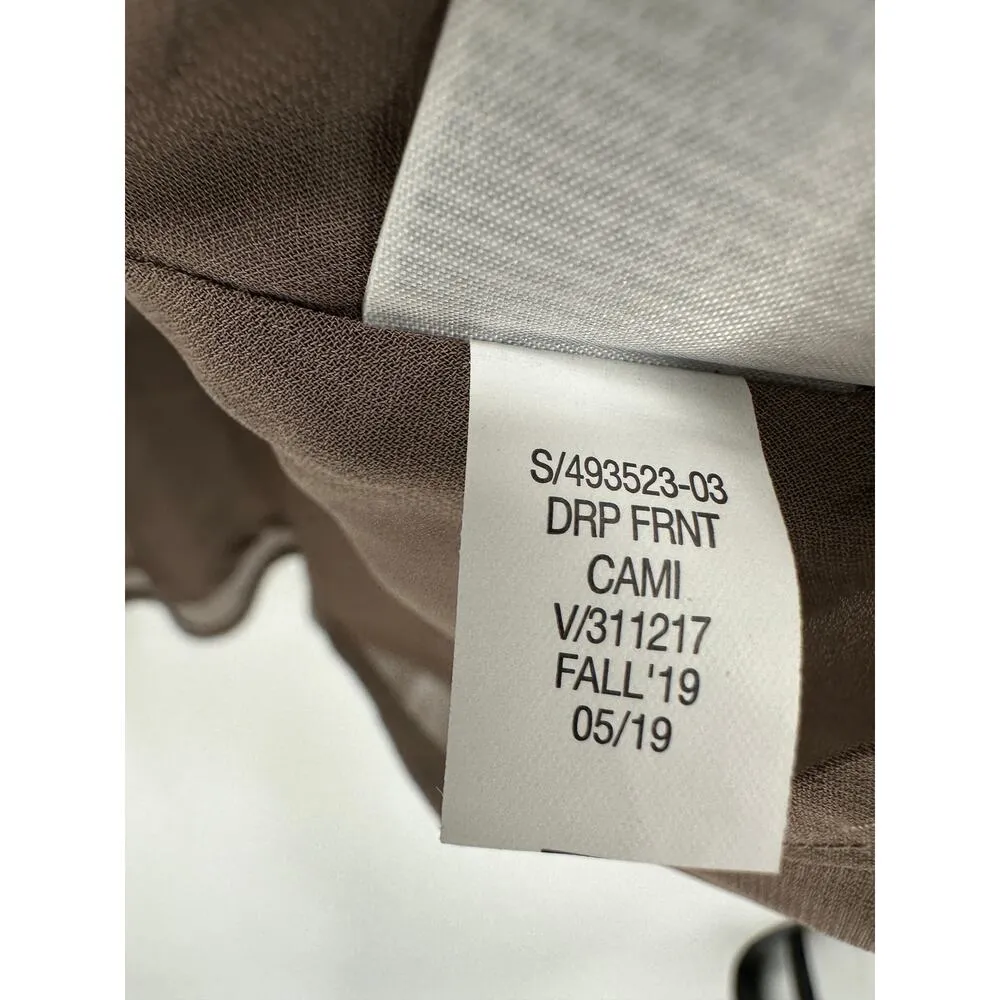 S/493523-03
DRP FRNT
CAMI
V/311217
FALL'19
05/19